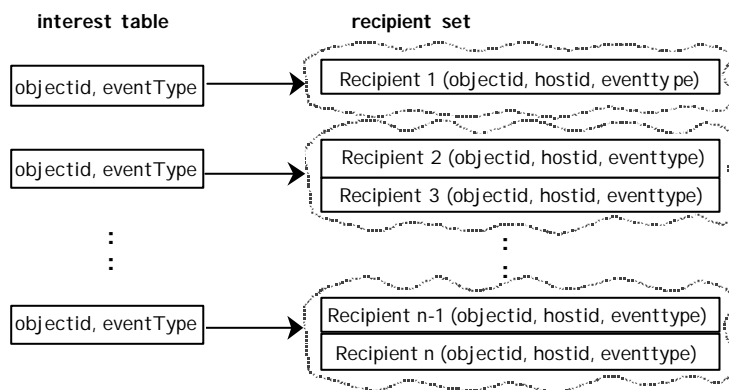 interest table recipient set
objectid, eventType Recipient 1 (objectid, hostid, eventtype)
objectid, eventType Recipient 2 (objectid, hostid, eventtype)
Recipient 3 (objectid, hostid, eventtype)
objectid, eventType Recipient n-1 (objectid, hostid, eventtype)
Recipient n (objectid, hostid, eventtype)